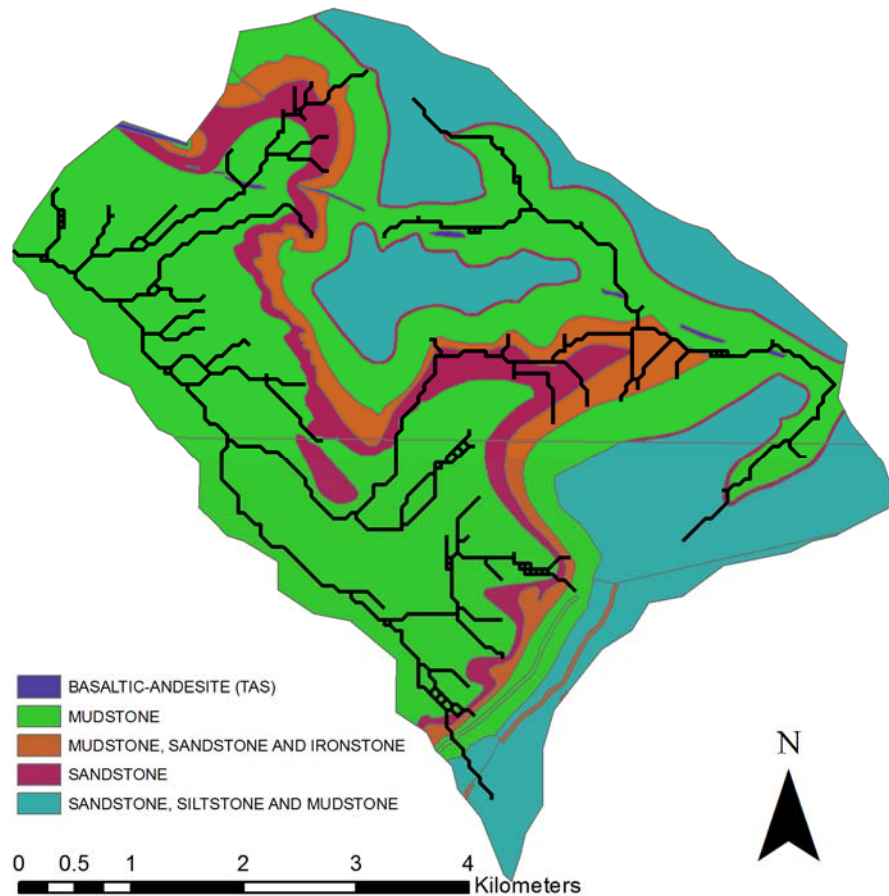 BASALTIC-ANDESITE (TAS)
MUDSTONE
MUDSTONE, SANDSTONE AND IRONSTONE
SANDSTONE
SANDSTONE, SILTSTONE AND MUDSTONE
N
0 0.5 1 2 3 4
Kilometers